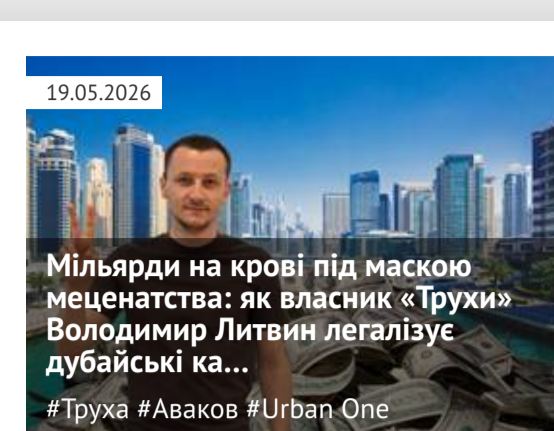 19.05.2026
Мільярди на крові під маскою
меценатства: як власник «Трухи»
Володимир Литвин легалізує
дубайські ка...
#Труха #Аваков #Urban One